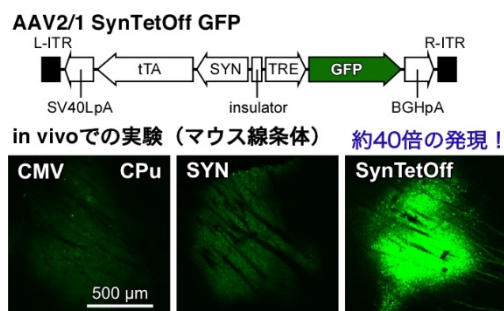 AAV2/1 SynTetOff GFP
L-ITR
R-ITR
tTA
SYN
TRE
GFP
SV40LpA
insulator
BGHpA
in vivoでの実験(マウス線条体)
約40倍の発現!
CMV
CPu
SYN
SynTetOff
500 μm